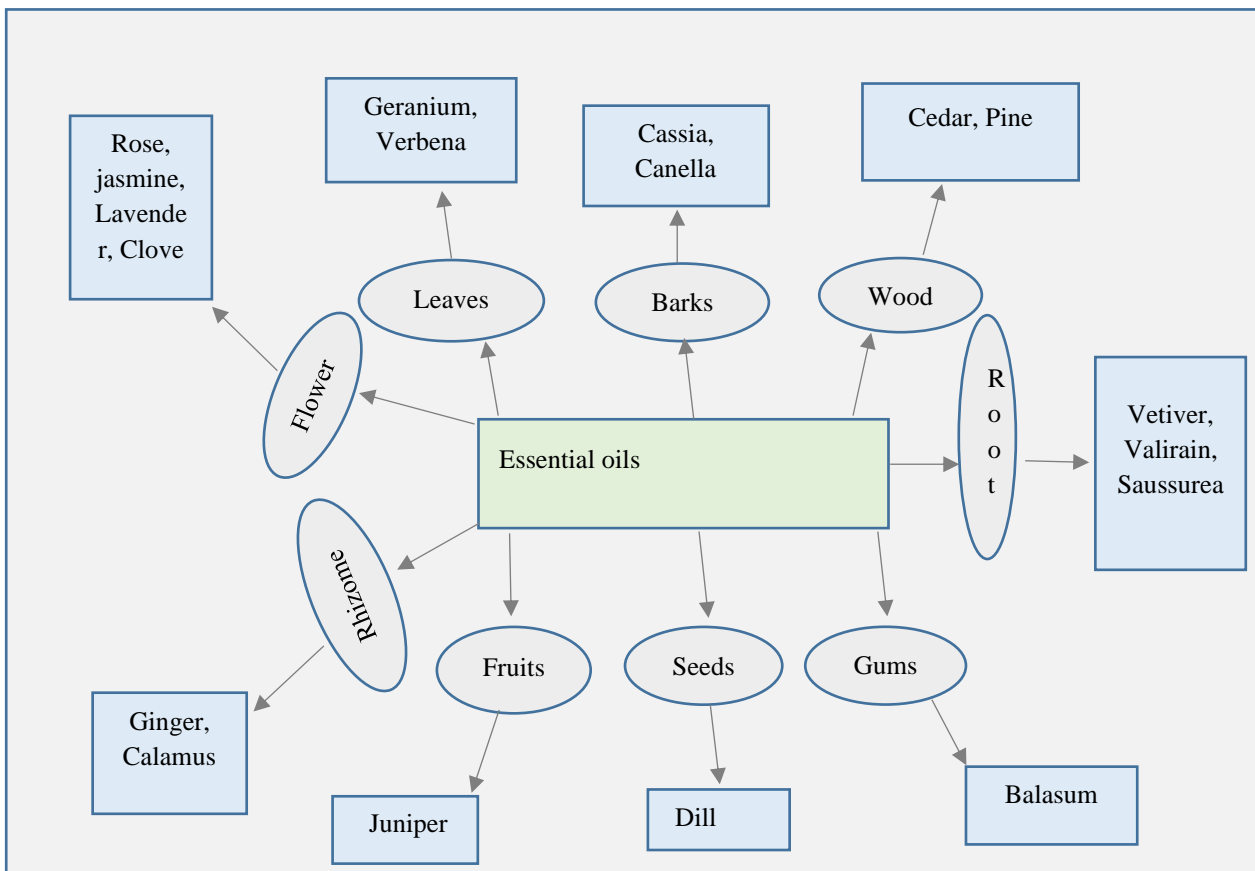 Geranium,
Verbena
Cassia,
Canella
Cedar, Pine
Rose,
jasmine,
Lavende
r, Clove
Leaves
Barks
Wood
Flower
Root
Essential oils
Vetiver,
Valirain,
Saussurea
Rhizome
Fruits
Seeds
Gums
Ginger,
Calamus
Juniper
Dill
Balasum